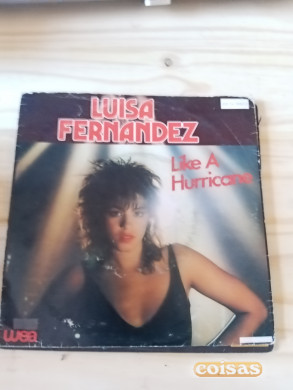 LUISA
FERNANDEZ
Like A
Hurricane
wea
coisas